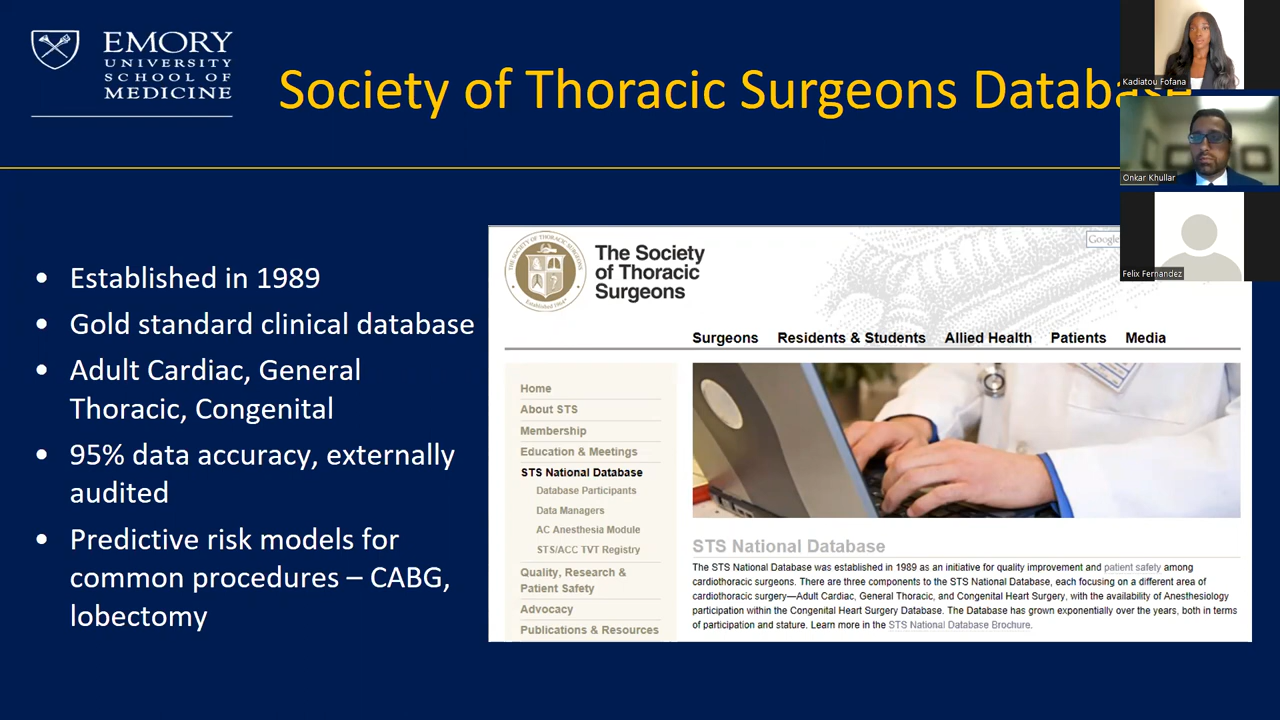 EMORY
UNIVERSITY
SCHOOL OF
MEDICINE
Society of Thoracic Surgeons Database
Kadiatou Fofana
Onkar Khullar
Felix Fernandez
• Established in 1989
• Gold standard clinical database
• Adult Cardiac, General
Thoracic, Congenital
• 95% data accuracy, externally
audited
• Predictive risk models for
common procedures – CABG,
lobectomy
The Society
of Thoracic
Surgeons
Google
Surgeons Residents & Students Allied Health Patients Media
Home
About STS
Membership
Education & Meetings
STS National Database
Database Participants
Data Managers
AC Anesthesia Module
STS/ACC TVT Registry
Quality, Research &
Patient Safety
Advocacy
Publications & Resources
STS National Database
The STS National Database was established in 1989 as an initiative for quality improvement and patient safety among
cardiothoracic surgeons. There are three components to the STS National Database, each focusing on a different area of
cardiothoracic surgery—Adult Cardiac, General Thoracic, and Congenital Heart Surgery, with the availability of Anesthesiology
participation within the Congenital Heart Surgery Database. The Database has grown exponentially over the years, both in terms
of participation and stature. Learn more in the STS National Database Brochure.